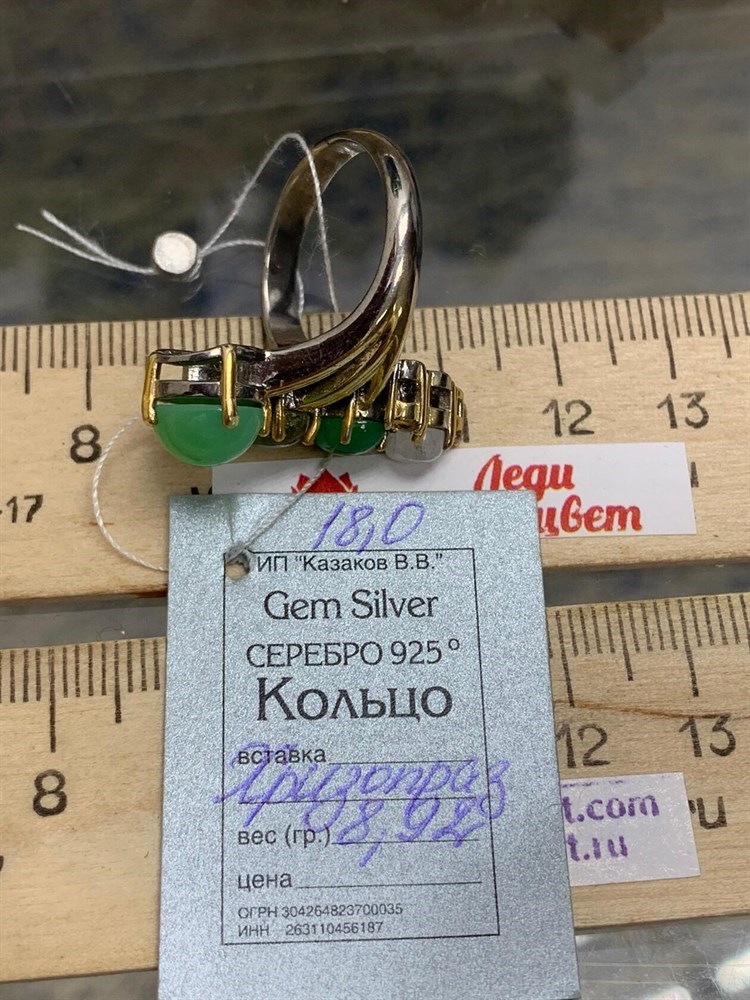 12 13
8
-17
Леди
цвет
18,0
ИП "Казаков В.В."
Gem Silver
СЕРЕБРО 925°
Кольцо
вставка
Хризопраз
вес (гр.) 8,92
цена
ОГРН 304264823700035
ИНН 263110456187
12 13
8
t.com
t.ru